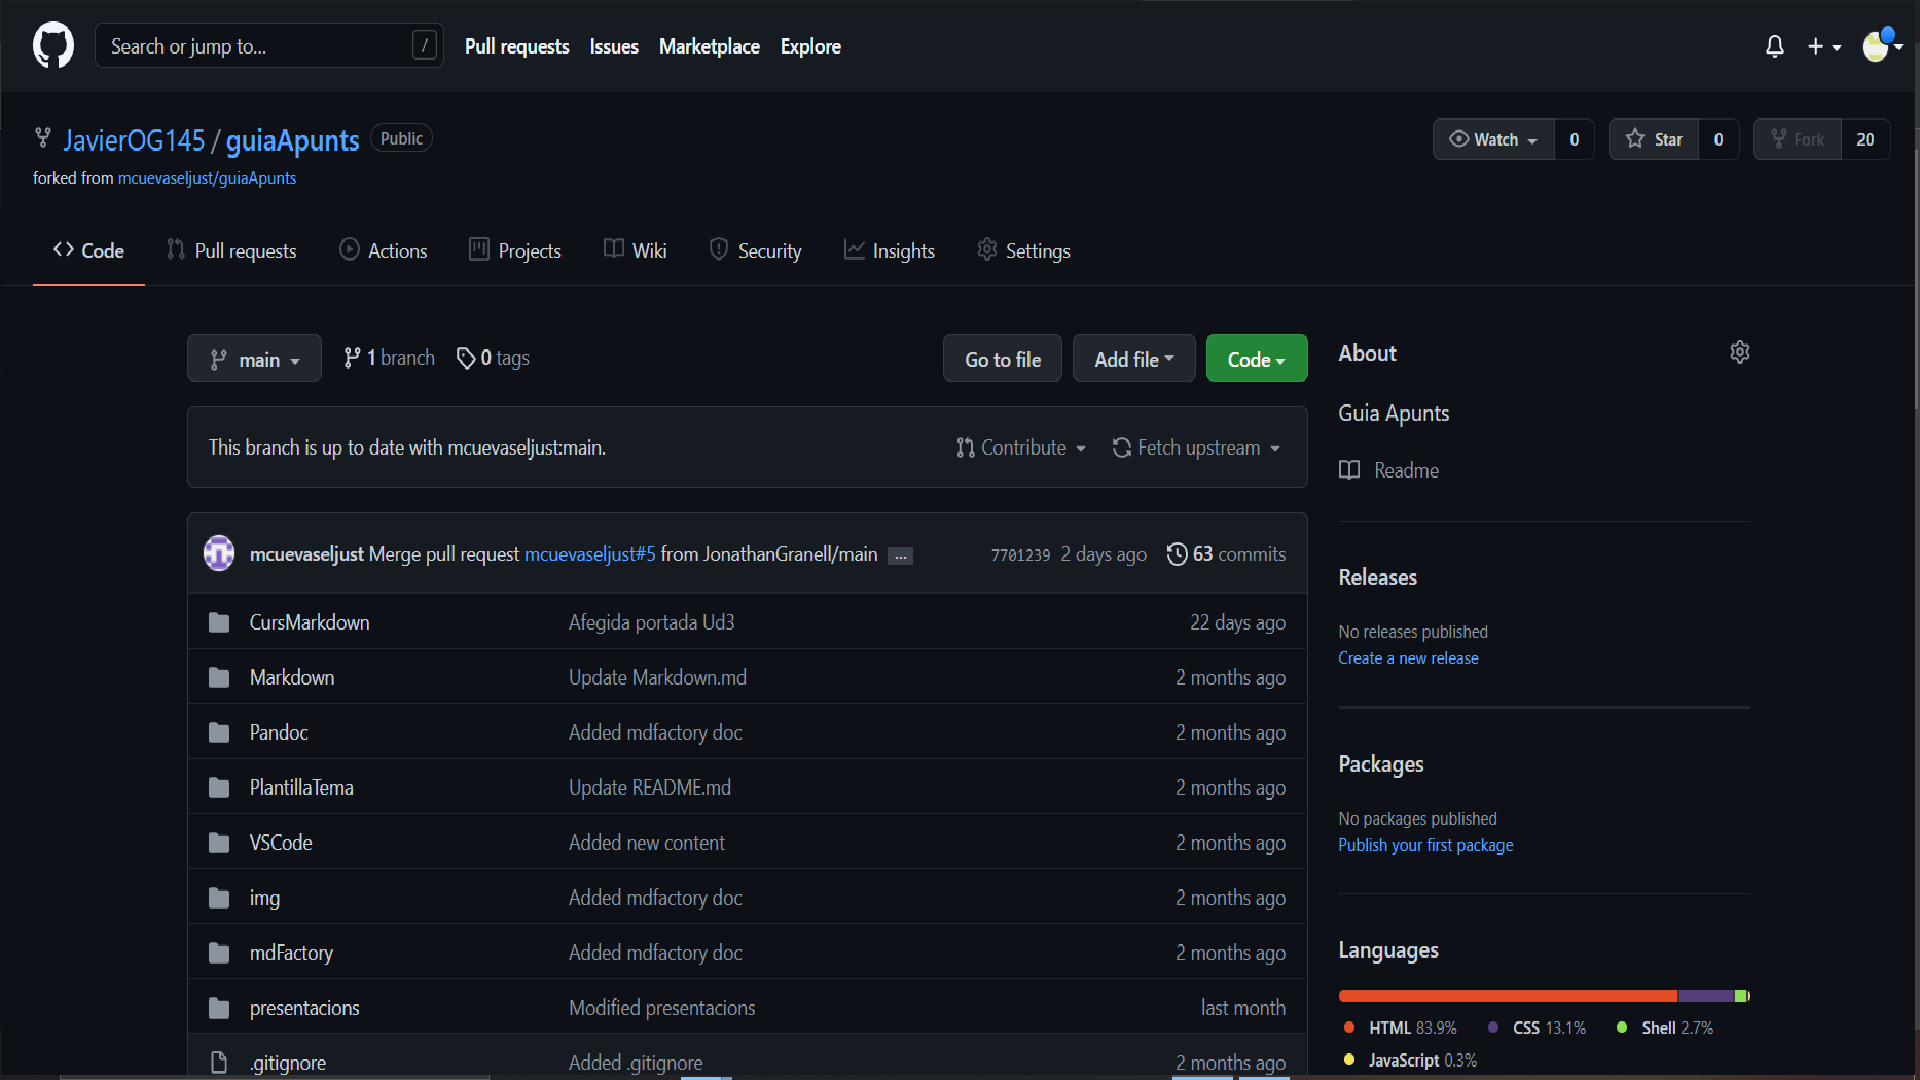 Search or jump to... /
Pull requests Issues Marketplace Explore
JavierOG145 / guiaApunts Public
forked from mcuevaseljust/guiaApunts
Watch 0 Star 0 Fork 20
Code Pull requests Actions Projects Wiki Security Insights Settings
main 1 branch 0 tags Go to file Add file Code
This branch is up to date with mcuevaseljust:main. Contribute Fetch upstream
mcuevaseljust Merge pull request mcuevaseljust#5 from JonathanGranell/main ... 7701239 2 days ago 63 commits
CursMarkdown Afegida portada Ud3 22 days ago
Markdown Update Markdown.md 2 months ago
Pandoc Added mdfactory doc 2 months ago
PlantillaTema Update README.md 2 months ago
VSCode Added new content 2 months ago
img Added mdfactory doc 2 months ago
mdFactory Added mdfactory doc 2 months ago
presentacions Modified presentacions last month
.gitignore Added .gitignore 2 months ago
About
Guia Apunts
Readme
Releases
No releases published
Create a new release
Packages
No packages published
Publish your first package
Languages
HTML 83.9% CSS 13.1% Shell 2.7%
JavaScript 0.3%